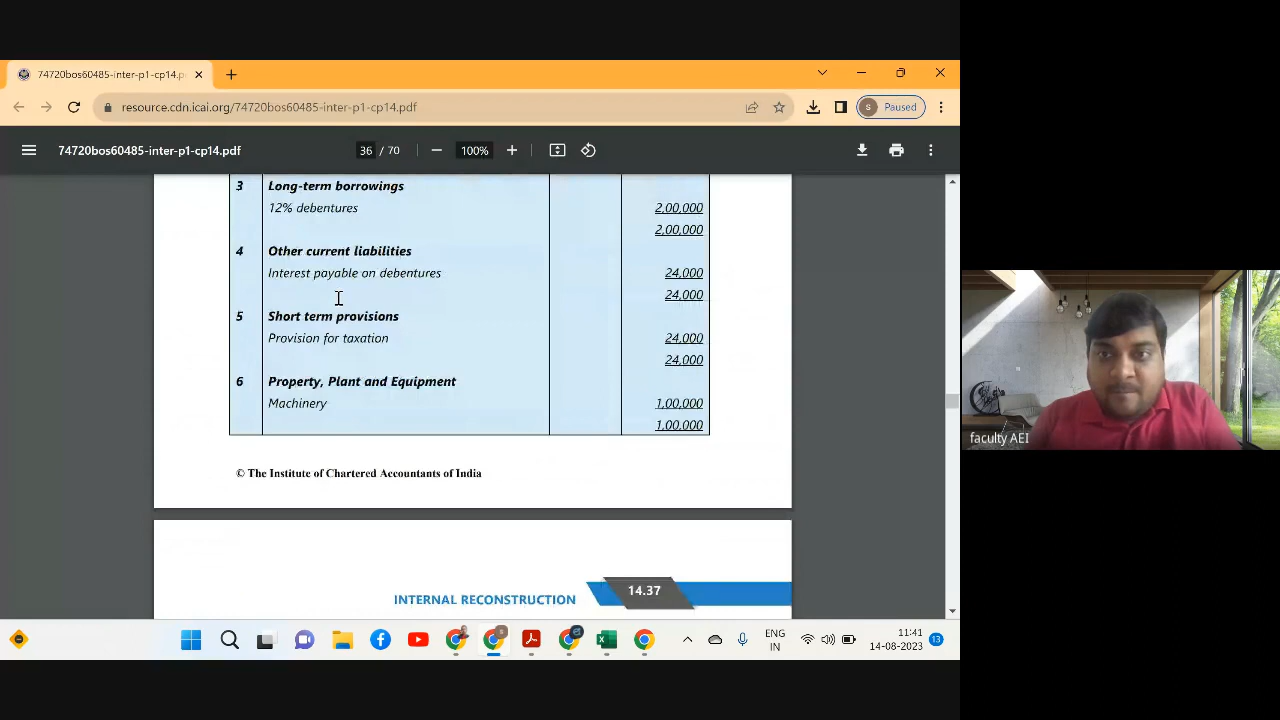 74720bos60485-inter-p1-cp14.p
resource.cdn.icai.org/74720bos60485-inter-p1-cp14.pdf
S Paused
74720bos60485-inter-p1-cp14.pdf
36 / 70
100%
3 Long-term borrowings
12% debentures 2,00,000
2,00,000
4 Other current liabilities
Interest payable on debentures 24,000
24,000
5 Short term provisions
Provision for taxation 24,000
24,000
6 Property, Plant and Equipment
Machinery 1,00,000
1,00,000
© The Institute of Chartered Accountants of India
INTERNAL RECONSTRUCTION 14.37
faculty AEI
ENG
IN
11:41
14-08-2023
13